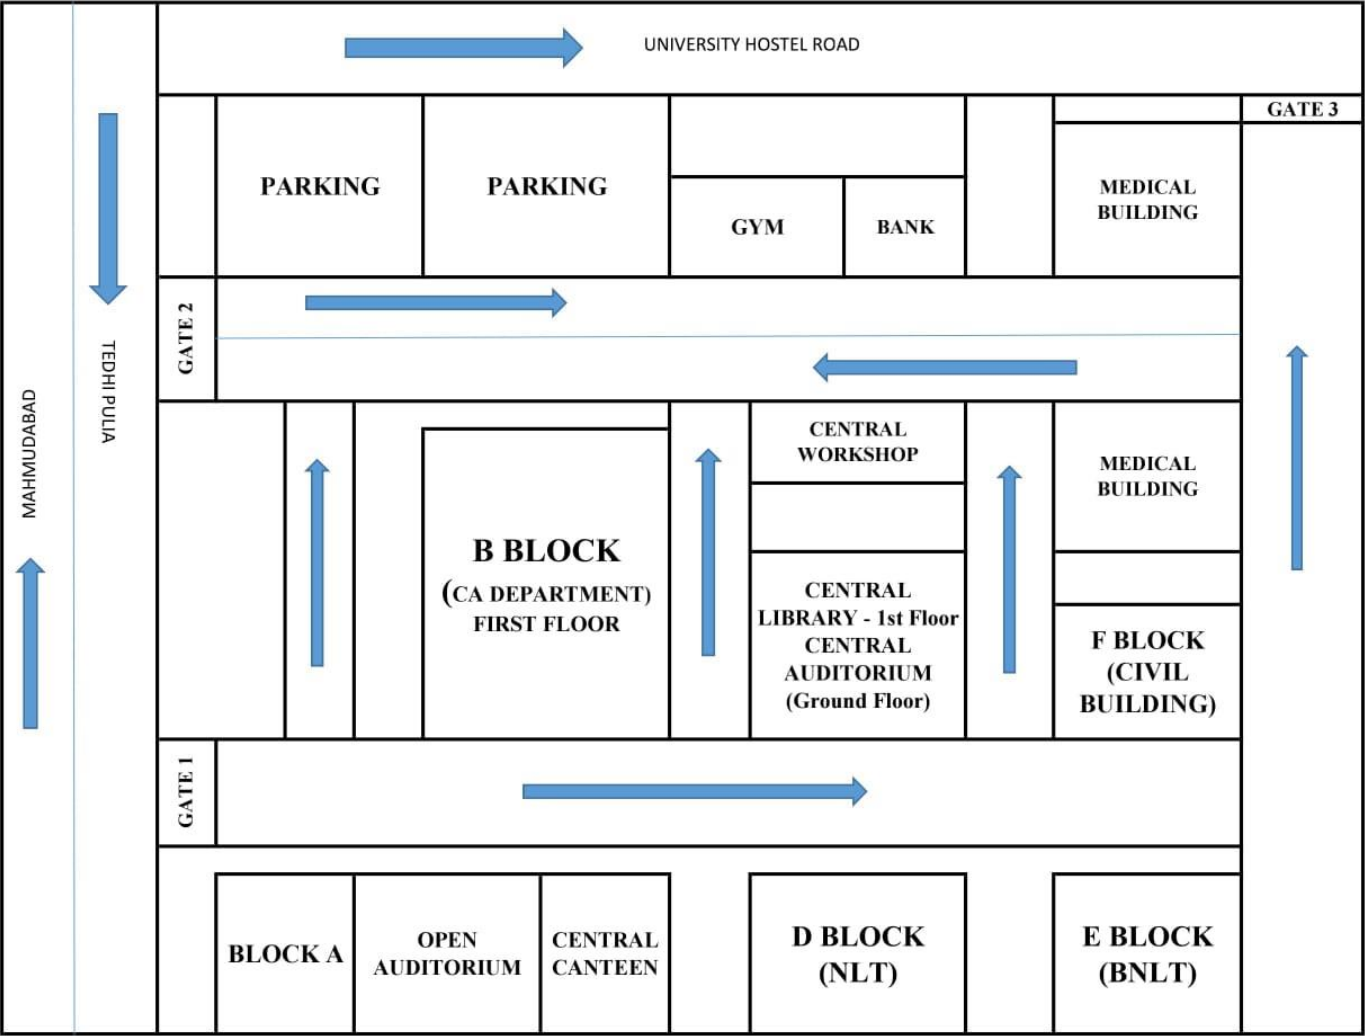 UNIVERSITY HOSTEL ROAD
GATE 3
PARKING
PARKING
GYM
BANK
MEDICAL
BUILDING
GATE 2
TEDHI PULIA
MAHMUDABAD
CENTRAL
WORKSHOP
MEDICAL
BUILDING
B BLOCK
(CA DEPARTMENT)
FIRST FLOOR
CENTRAL
LIBRARY - 1st Floor
CENTRAL
AUDITORIUM
(Ground Floor)
F BLOCK
(CIVIL
BUILDING)
GATE 1
BLOCK A
OPEN
AUDITORIUM
CENTRAL
CANTEEN
D BLOCK
(NLT)
E BLOCK
(BNLT)